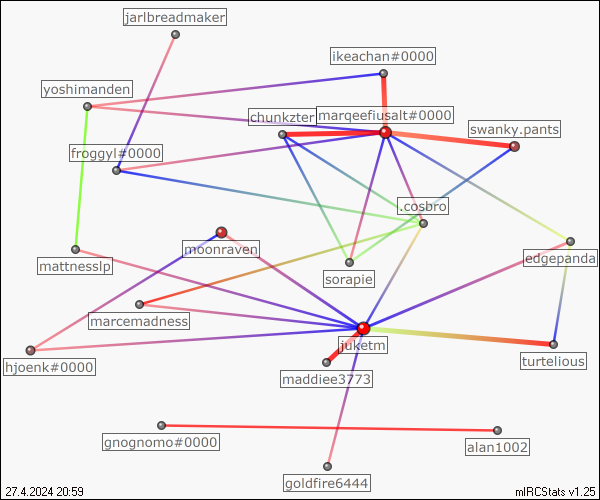 jarlbreadmaker
ikeachan#0000
yoshimanden
chunkzter
marqeefiusalt#0000
swanky.pants
froggyl#0000
.cosbro
moonraven
mattnesslp
edgepanda
sorapie
marcemadness
juketm
hjoenk#0000
turtelious
maddiee3773
gnognomo#0000
alan1002
goldfire6444
27.4.2024 20:59
mIRCStats v1.25